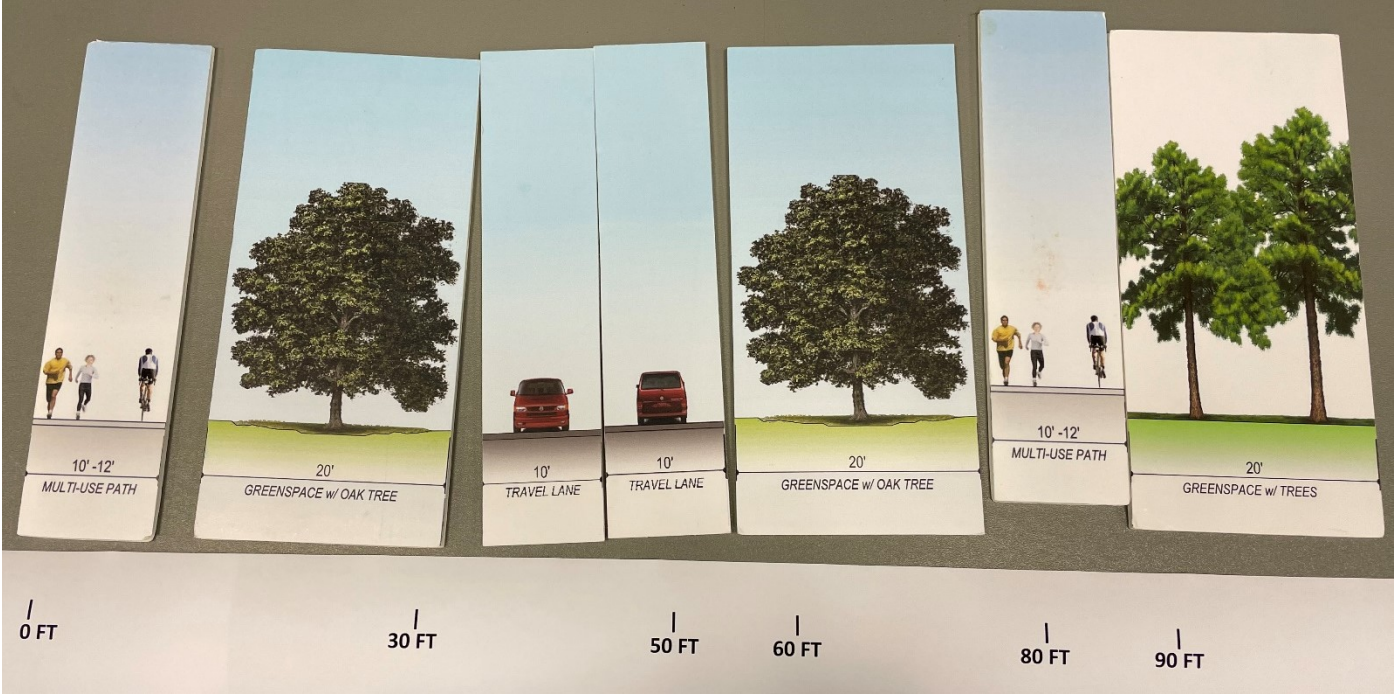 10' -12'
MULTI-USE PATH
20'
GREENSPACE w/ OAK TREE
10'
TRAVEL LANE
10'
TRAVEL LANE
20'
GREENSPACE w/ OAK TREE
10' -12'
MULTI-USE PATH
20'
GREENSPACE w/ TREES
0 FT
30 FT
50 FT
60 FT
80 FT
90 FT